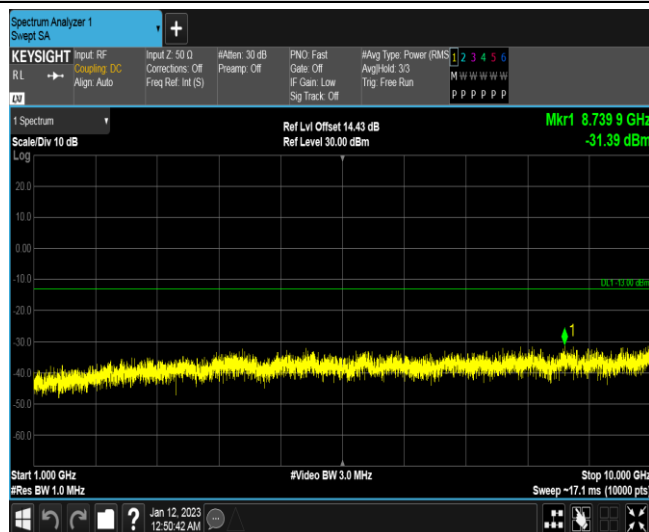 Spectrum Analyzer 1
Swept SA
+
KEYSIGHT Input: RF Input Z: 50 Ω #Atten: 30 dB PNO: Fast #Avg Type: Power (RMS 1 2 3 4 5 6
RL Coupling: DC Corrections: Off Preamp: Off Gate: Off Avg|Hold: 3/3 M W W W W W
Align: Auto Freq Ref: Int (S) IF Gain: Low Trig: Free Run
Sig Track: Off P P P P P P
LXI
1 Spectrum Ref Lvl Offset 14.43 dB Mkr1 8.739 9 GHz
Scale/Div 10 dB Ref Level 30.00 dBm -31.39 dBm
Log
20.0
10.0
0.00
-10.0
DL1 -13.00 dBm
-20.0
-30.0
1
-40.0
-50.0
-60.0
Start 1.000 GHz #Video BW 3.0 MHz Stop 10.000 GHz
#Res BW 1.0 MHz Sweep ~17.1 ms (10000 pts)
? Jan 12, 2023
12:50:42 AM